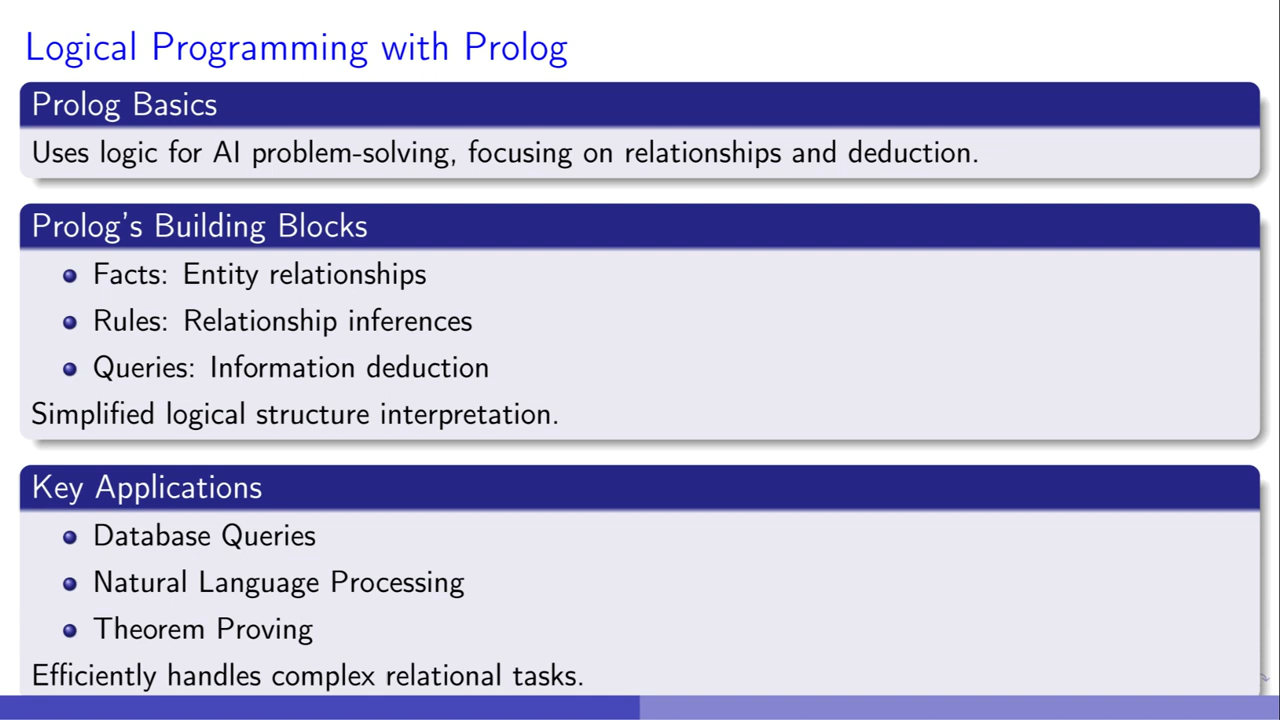 Logical Programming with Prolog
Prolog Basics
Uses logic for AI problem-solving, focusing on relationships and deduction.
Prolog's Building Blocks
Facts: Entity relationships
Rules: Relationship inferences
Queries: Information deduction
Simplified logical structure interpretation.
Key Applications
Database Queries
Natural Language Processing
Theorem Proving
Efficiently handles complex relational tasks.